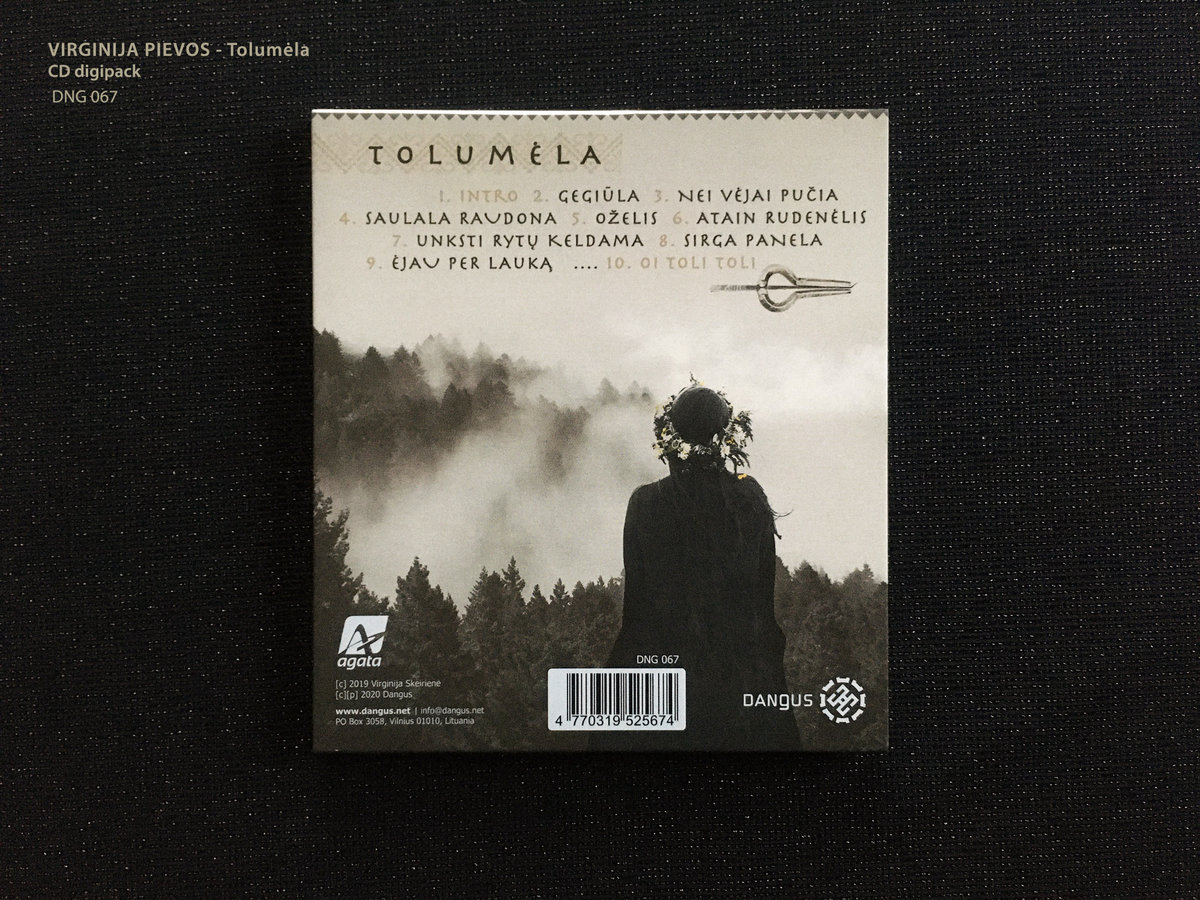 VIRGINIJA PIEVOS - Tolumėla
CD digipack
DNG 067
TOLUMĖLA
1. INTRO 2. GEGIŪLA 3. NEI VĖJAI PUČIA
4. SAULALA RAUDONA 5. OŽELIS 6. ATAIN RUDENĖLIS
7. UNKSTI RYTŲ KELDAMA 8. SIRGA PANELA
9. ĖJAU PER LAUKĄ .... 10. OI TOLI TOLI
agata
[c] 2019 Virginija Skeirienė
[c][p] 2020 Dangus
www.dangus.net | info@dangus.net
PO Box 3058, Vilnius 01010, Lituania
DNG 067
4 770319 525674
DANGUS